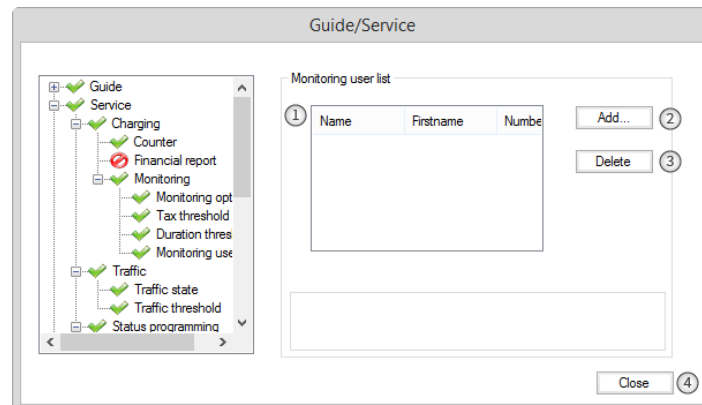 Guide/Service
Guide
Service
Charging
Counter
Financial report
Monitoring
Monitoring opt
Tax threshold
Duration thres
Monitoring use
Traffic
Traffic state
Traffic threshold
Status programming
Monitoring user list
1 Name Firstname Numbe
Add... 2
Delete 3
Close 4